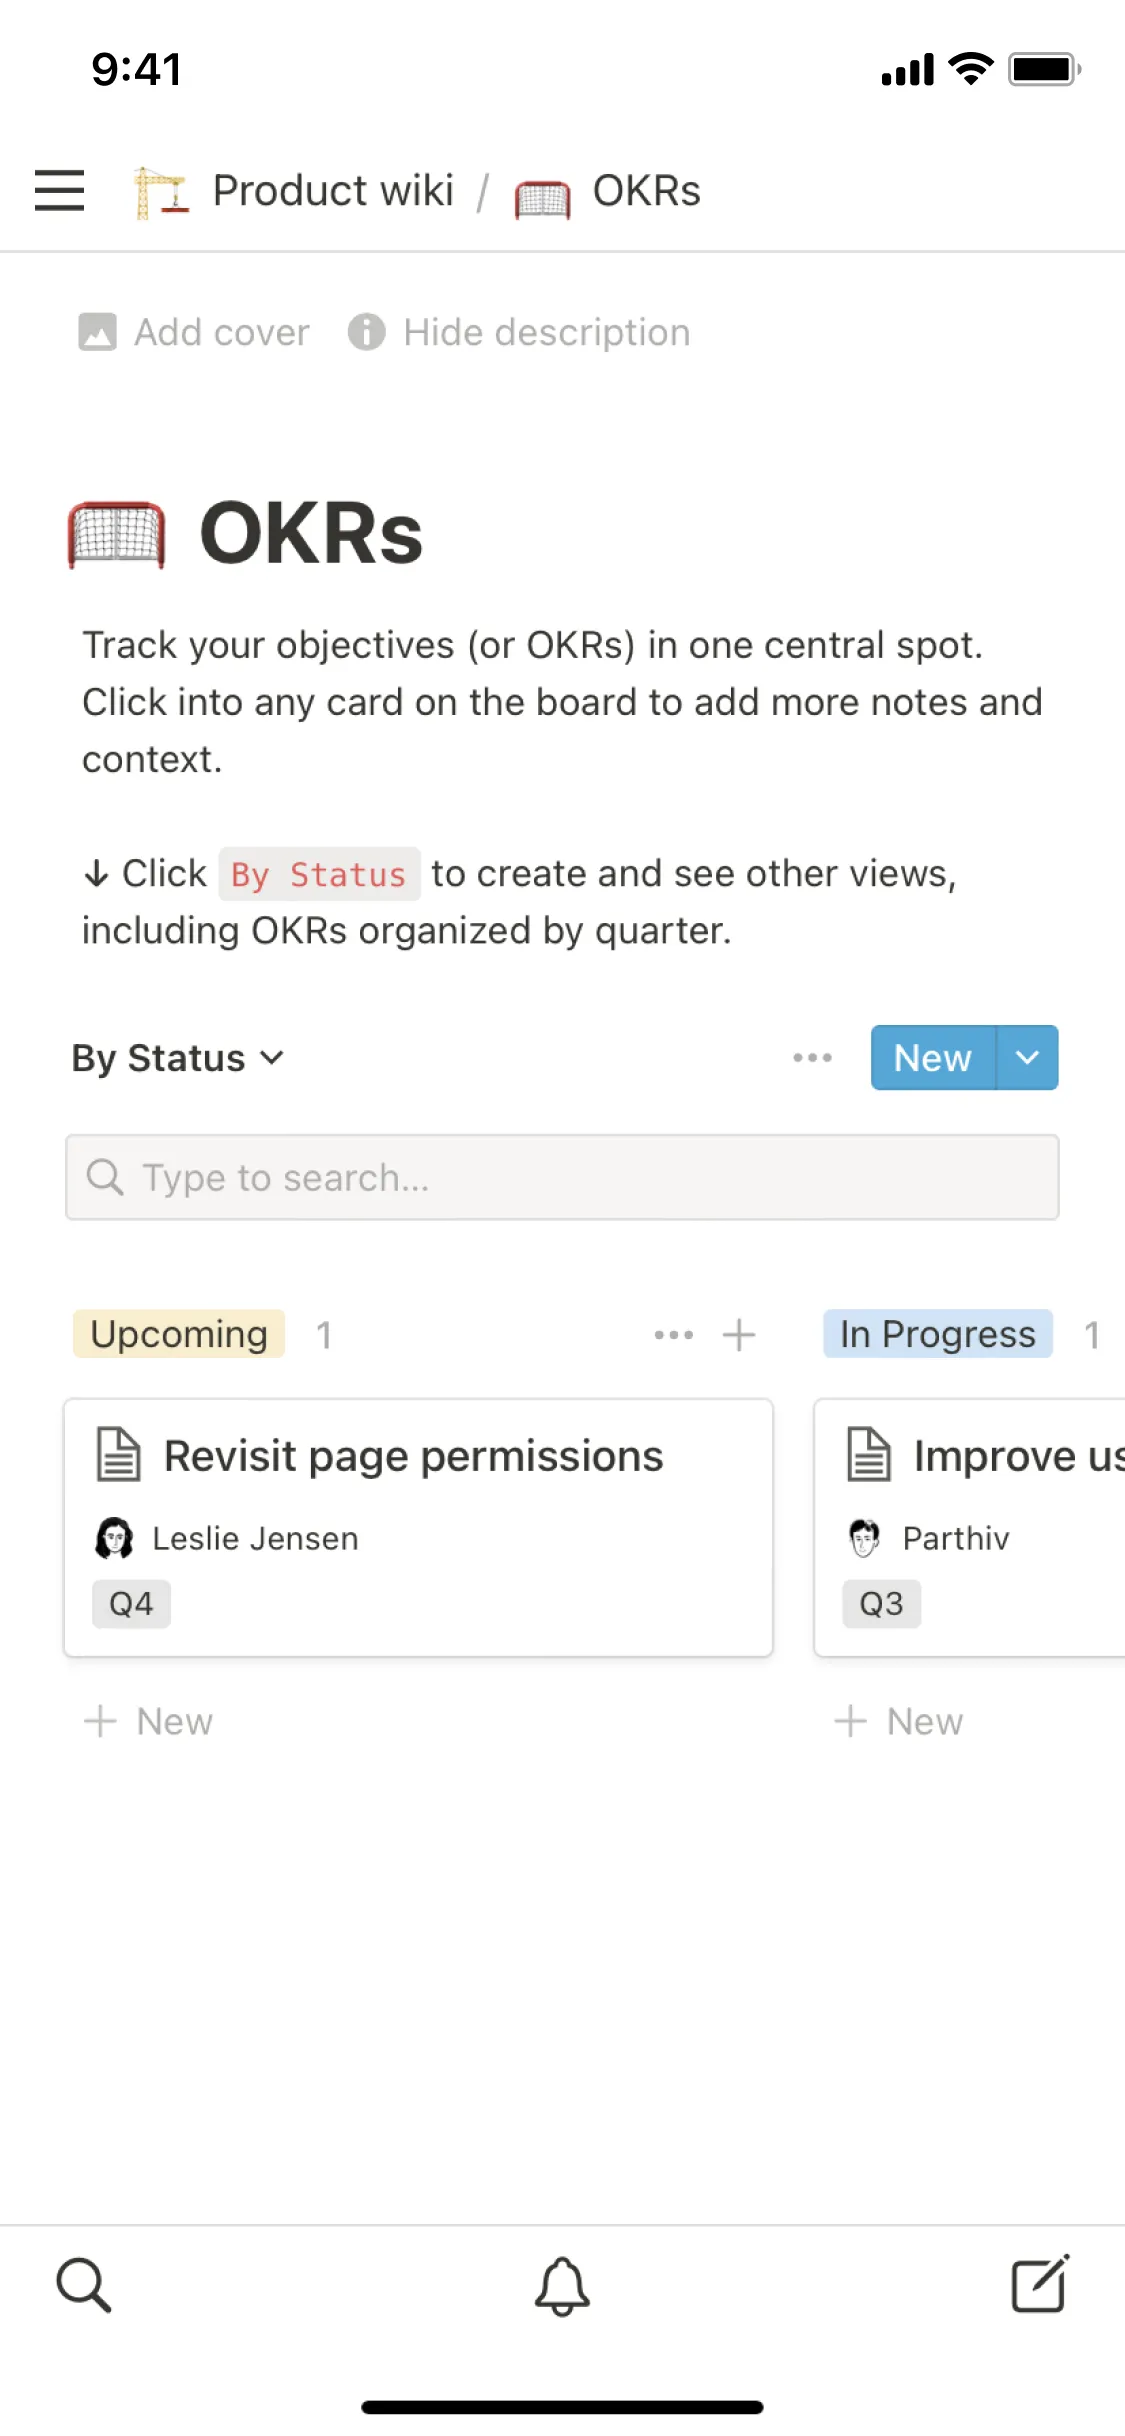 9:41
Product wiki / OKRs
Add cover Hide description
OKRs
Track your objectives (or OKRs) in one central spot.
Click into any card on the board to add more notes and
context.
↓ Click By Status to create and see other views,
including OKRs organized by quarter.
By Status New
Type to search...
Upcoming 1
In Progress 1
Revisit page permissions
Leslie Jensen
Q4
+ New
Improve us
Parthiv
Q3
+ New